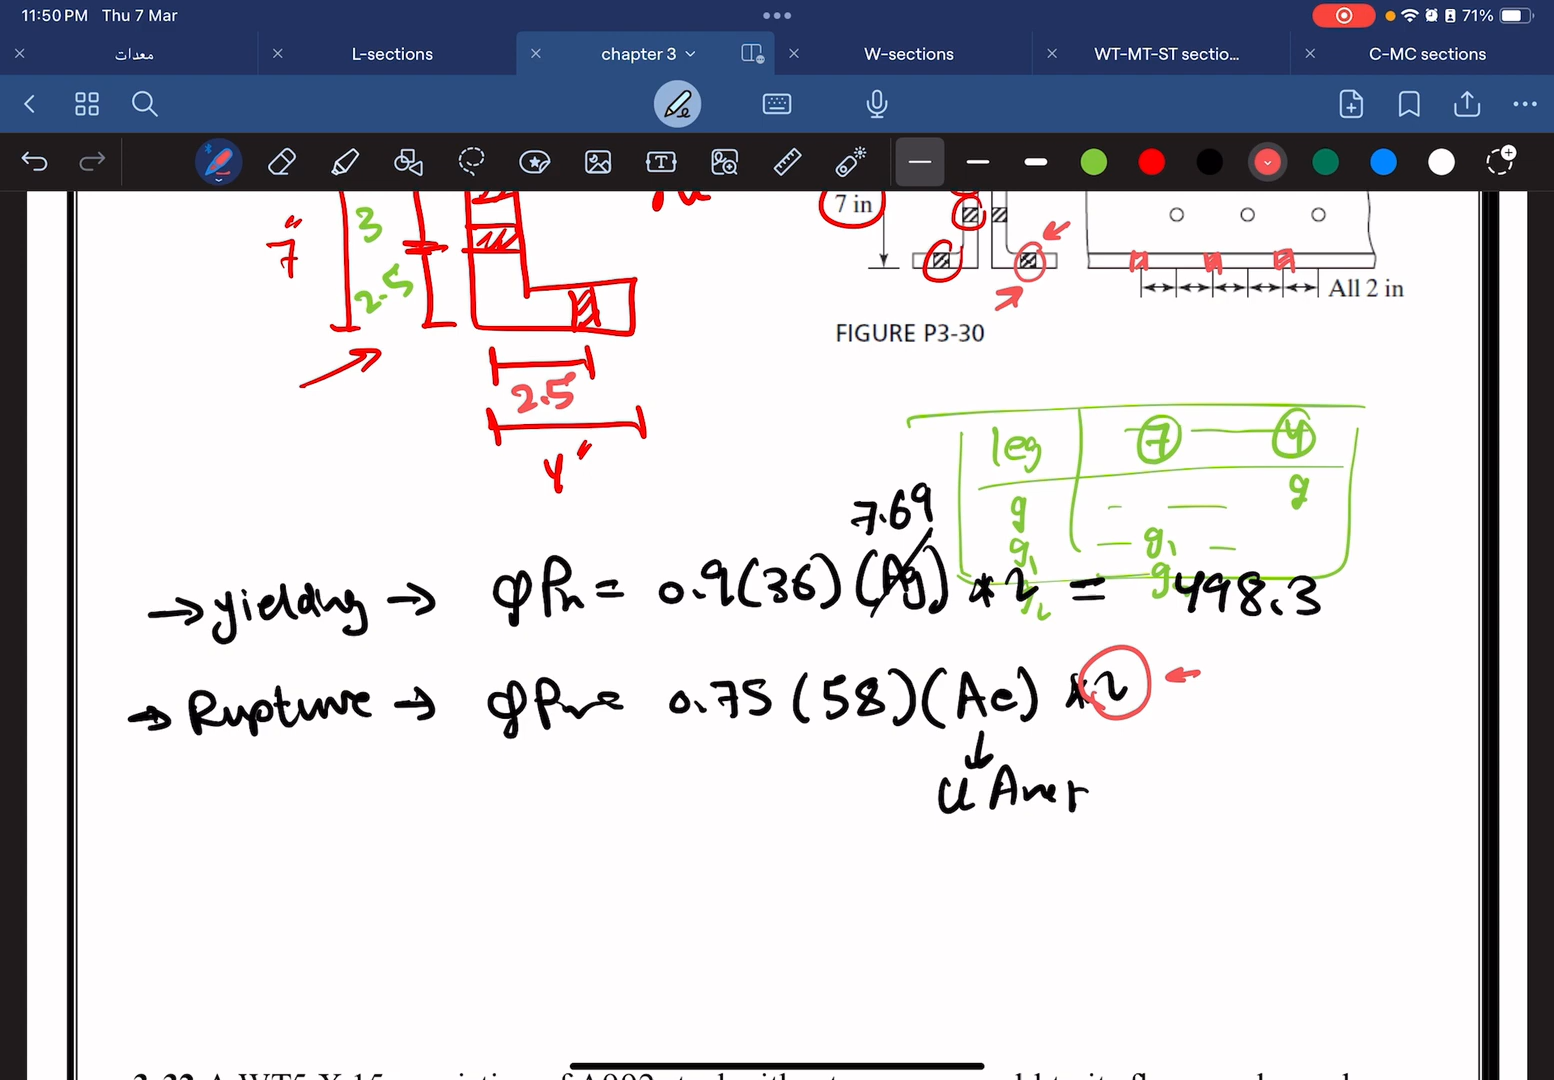 11:50 PM Thu 7 Mar 71%
معدات L-sections chapter 3 W-sections WT-MT-ST sectio... C-MC sections
7" 3 2.5
7 in
All 2 in
FIGURE P3-30
2.5
4"
leg 7 4
g g
g₁ g₁
g₂ g
7.69
→ yielding → φPn = 0.9(36)(Ag) * 2 = 498.3
→ Rupture → φPn = 0.75(58)(Ae) * 2
↓
U Anet